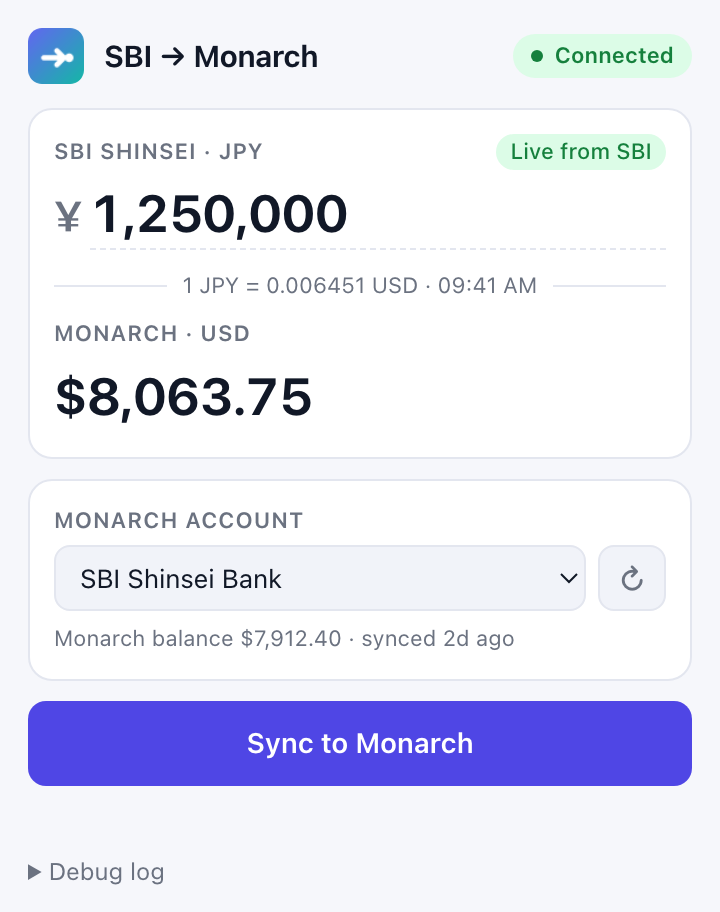 SBI → Monarch
Connected
SBI SHINSEI · JPY
Live from SBI
¥ 1,250,000
1 JPY = 0.006451 USD · 09:41 AM
MONARCH · USD
$8,063.75
MONARCH ACCOUNT
SBI Shinsei Bank
Monarch balance $7,912.40 · synced 2d ago
Sync to Monarch
Debug log